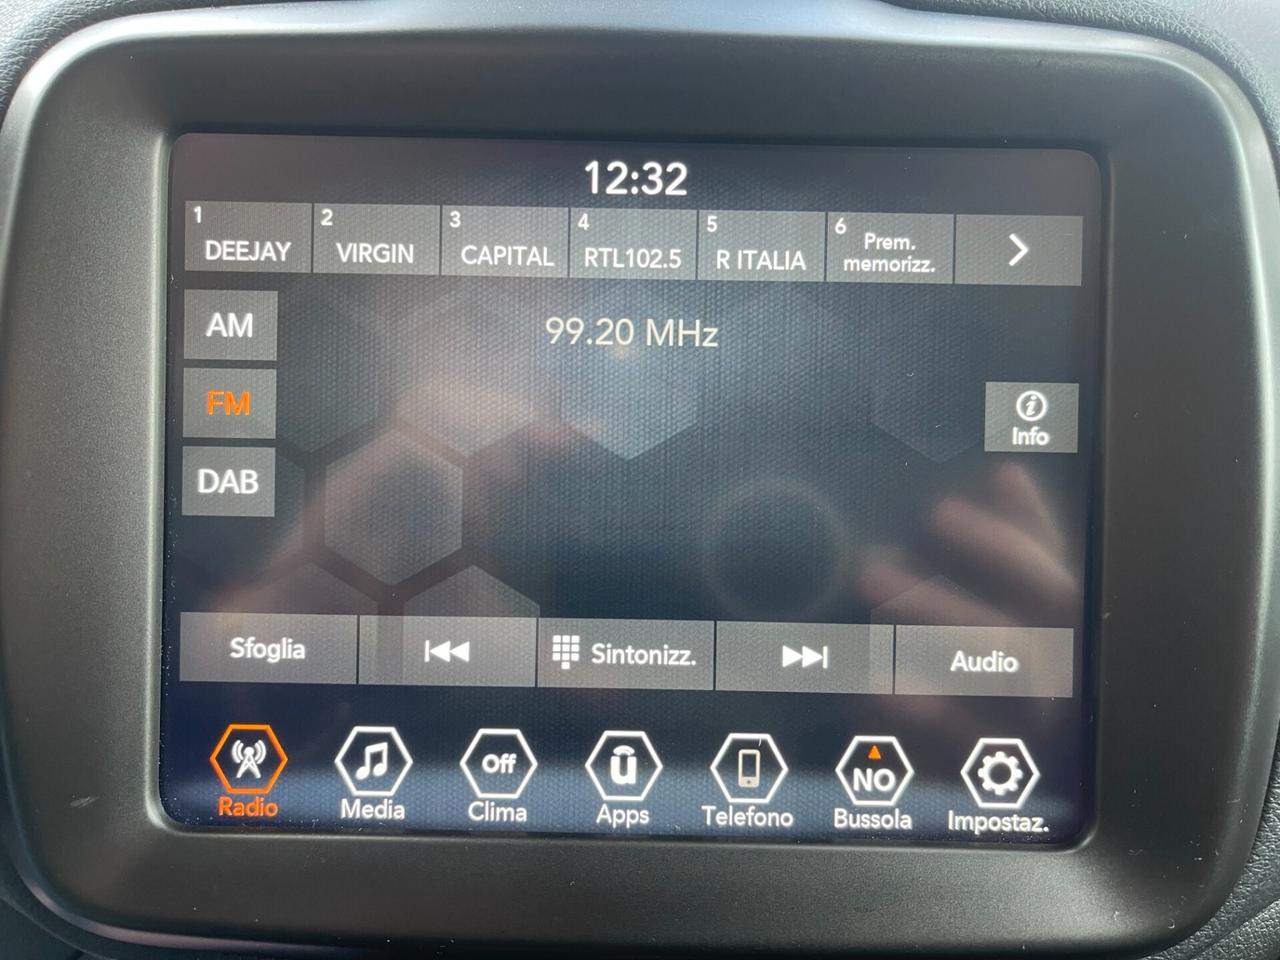 12:32
1 DEEJAY
2 VIRGIN
3 CAPITAL
4 RTL102.5
5 R ITALIA
6 Prem.
memorizz.
AM
99.20 MHz
FM
Info
DAB
Sfoglia
Sintonizz.
Audio
Off
NO
Radio
Media
Clima
Apps
Telefono
Bussola
Impostaz.